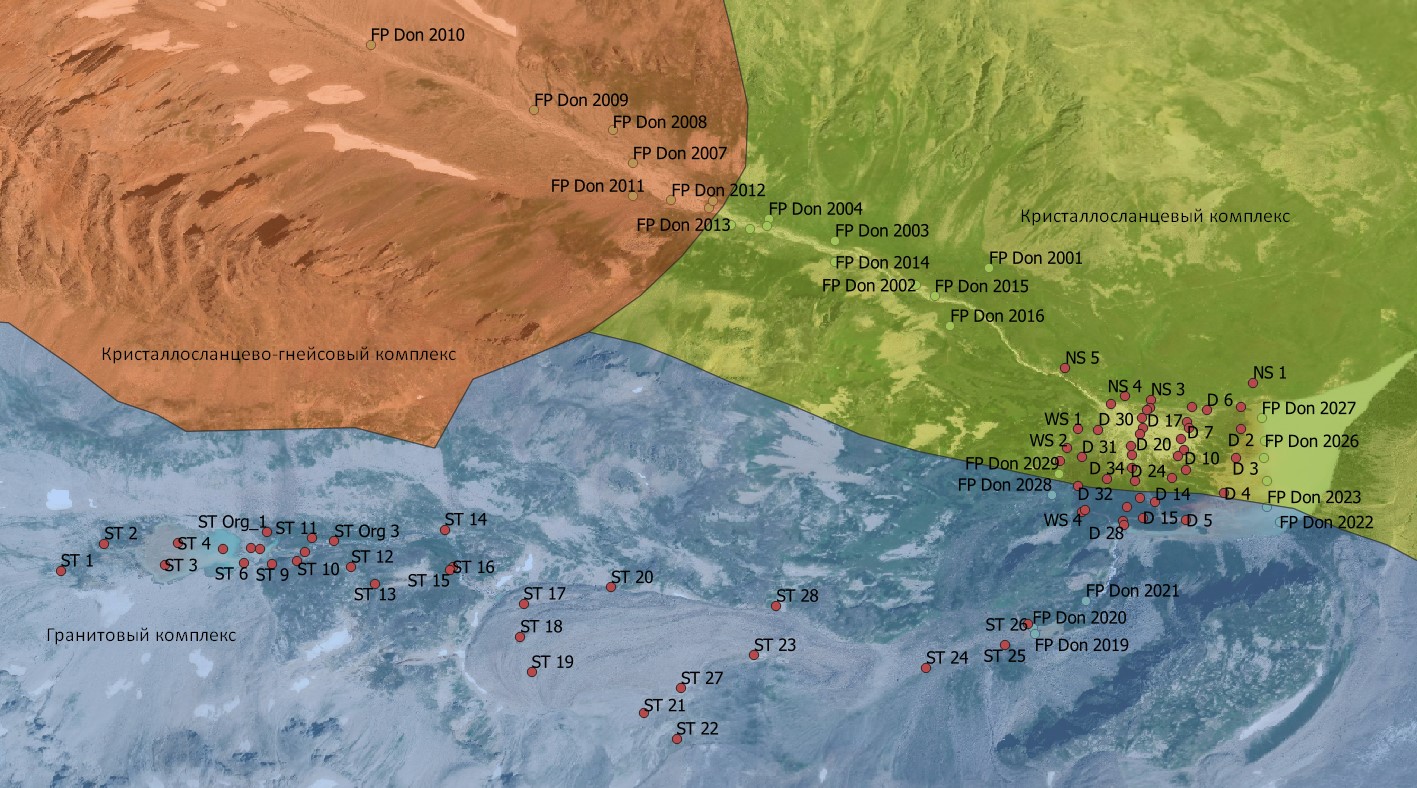 FP Don 2010
FP Don 2009
FP Don 2008
FP Don 2007
FP Don 2011
FP Don 2012
FP Don 2013
FP Don 2004
Кристаллосланцевый комплекс
FP Don 2003
FP Don 2014
FP Don 2001
FP Don 2002
FP Don 2015
FP Don 2016
Кристаллосланцево-гнейсовый комплекс
NS 5
NS 1
NS 4
NS 3
D 6
FP Don 2027
WS 1
D 30
D 17
D 7
WS 2
D 31
D 20
D 2
FP Don 2026
FP Don 2029
D 34
D 24
D 10
D 3
FP Don 2028
D 32
D 14
D 4
FP Don 2023
WS 4
D 15
D 5
FP Don 2022
D 28
ST 14
ST Org_1
ST 11
ST Org 3
ST 2
ST 4
ST 1
ST 3
ST 6
ST 9
ST 10
ST 12
ST 13
ST 15
ST 16
ST 20
ST 17
ST 28
FP Don 2021
ST 18
ST 26
FP Don 2020
Гранитовый комплекс
ST 23
FP Don 2019
ST 19
ST 24
ST 25
ST 27
ST 21
ST 22